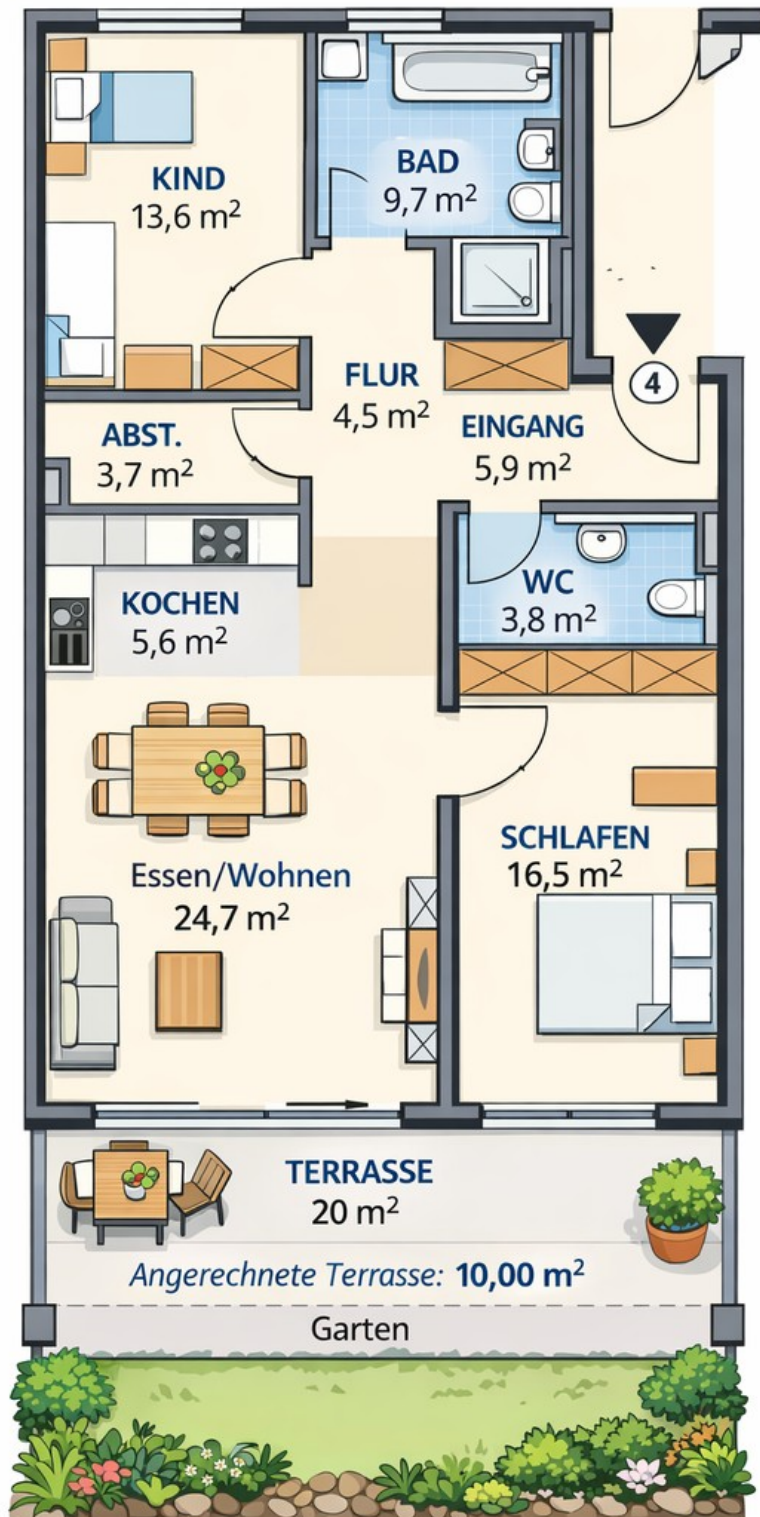 KIND
13,6 m²
BAD
9,7 m²
FLUR
4,5 m²
4
EINGANG
5,9 m²
ABST.
3,7 m²
KOCHEN
5,6 m²
WC
3,8 m²
Essen/Wohnen
24,7 m²
SCHLAFEN
16,5 m²
TERRASSE
20 m²
Angerechnete Terrasse: 10,00 m²
Garten